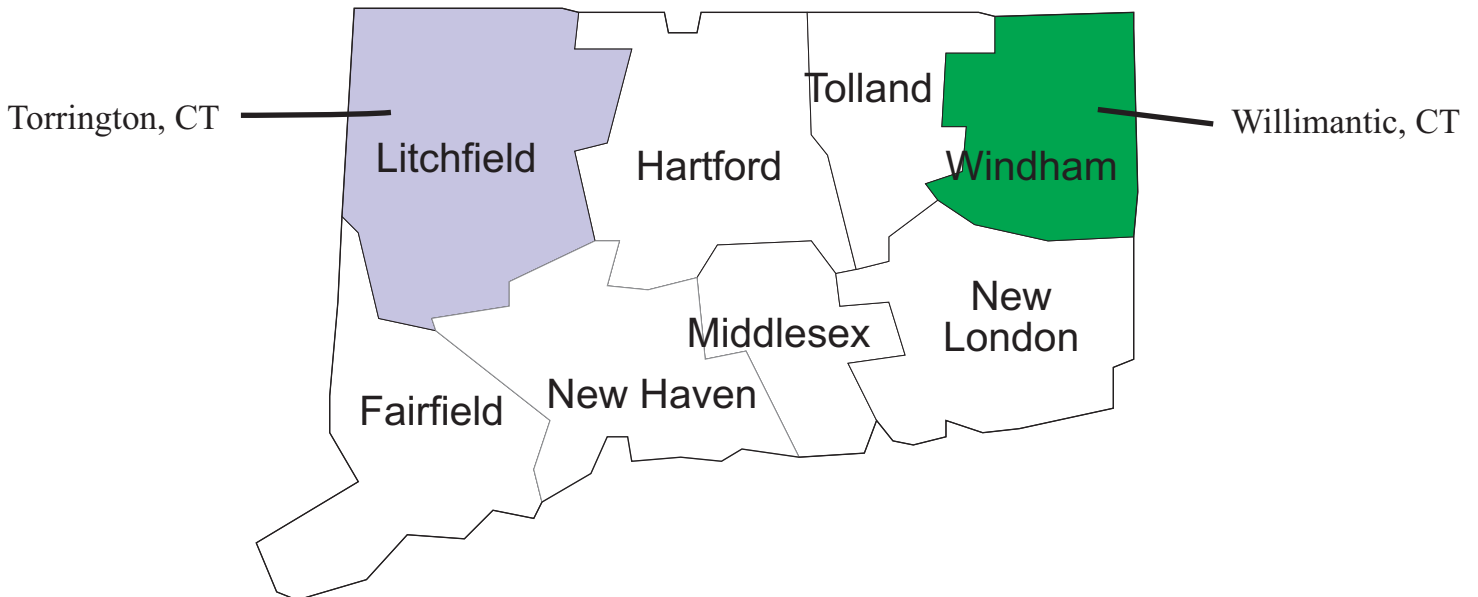 Torrington, CT
Litchfield
Hartford
Tolland
Windham
Willimantic, CT
New
London
Middlesex
New Haven
Fairfield